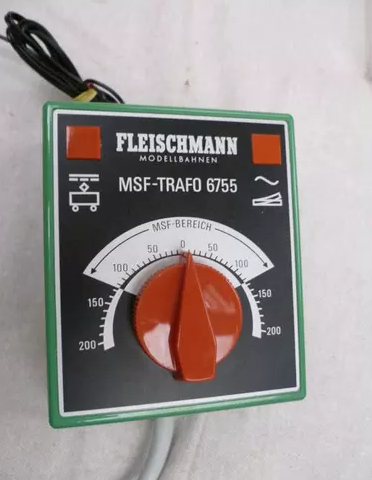 FLEISCHMANN
MODELLBAHNEN
MSF-TRAFO 6755
MSF-BEREICH
200 150 100 50 0 50 100 150 200